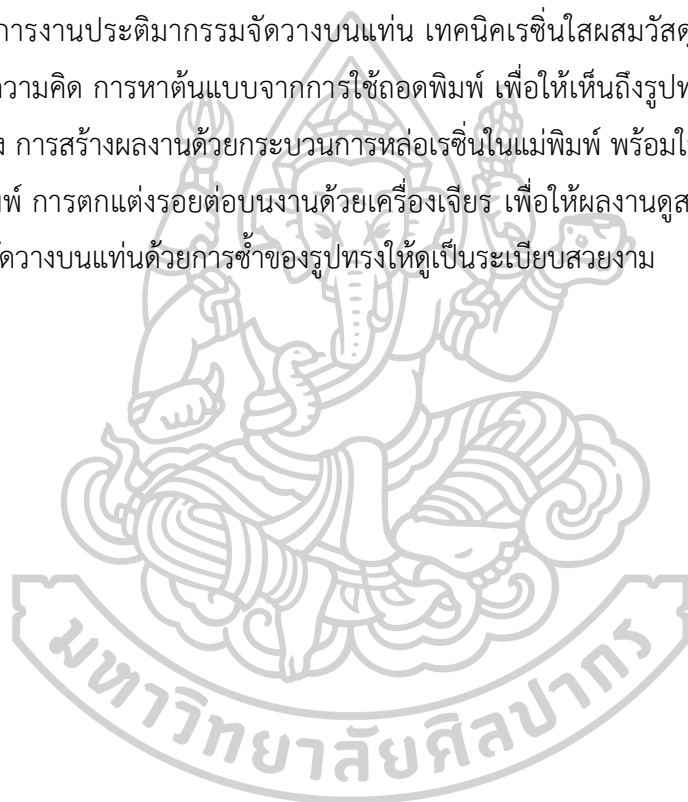 การงานประติมากรรมจัดวางบนแท่น เทคนิคเรซิ่นใสผสมวัสดุ
ความคิด การหาต้นแบบจากการใช้ถอดพิมพ์ เพื่อให้เห็นถึงรูปท
การสร้างผลงานด้วยกระบวนการหล่อเรซิ่นในแม่พิมพ์ พร้อมใ
การตกแต่งรอยต่อบนงานด้วยเครื่องเจียร เพื่อให้ผลงานดูส
จัดวางบนแท่นด้วยการซ้ำของรูปทรงให้ดูเป็นระเบียบสวยงาม
มหาวิทยาลัยศิลปากร